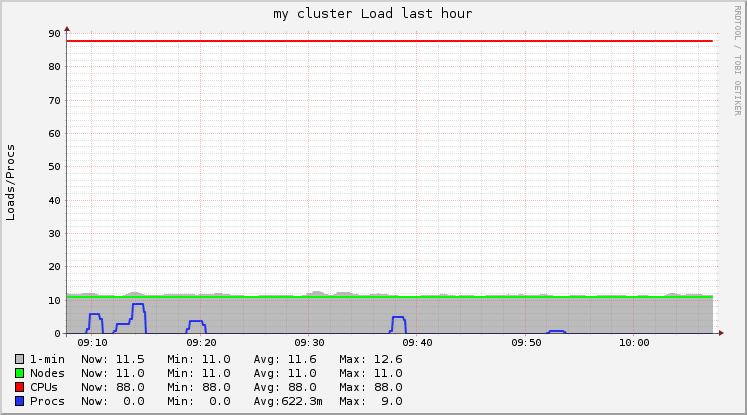 my cluster Load last hour
RRDTOOL / TOBI OETIKER
Loads/Procs
90
80
70
60
50
40
30
20
10
0
09:10 09:20 09:30 09:40 09:50 10:00
1-min Now: 11.5 Min: 11.0 Avg: 11.6 Max: 12.6
Nodes Now: 11.0 Min: 11.0 Avg: 11.0 Max: 11.0
CPUs Now: 88.0 Min: 88.0 Avg: 88.0 Max: 88.0
Procs Now: 0.0 Min: 0.0 Avg:622.3m Max: 9.0